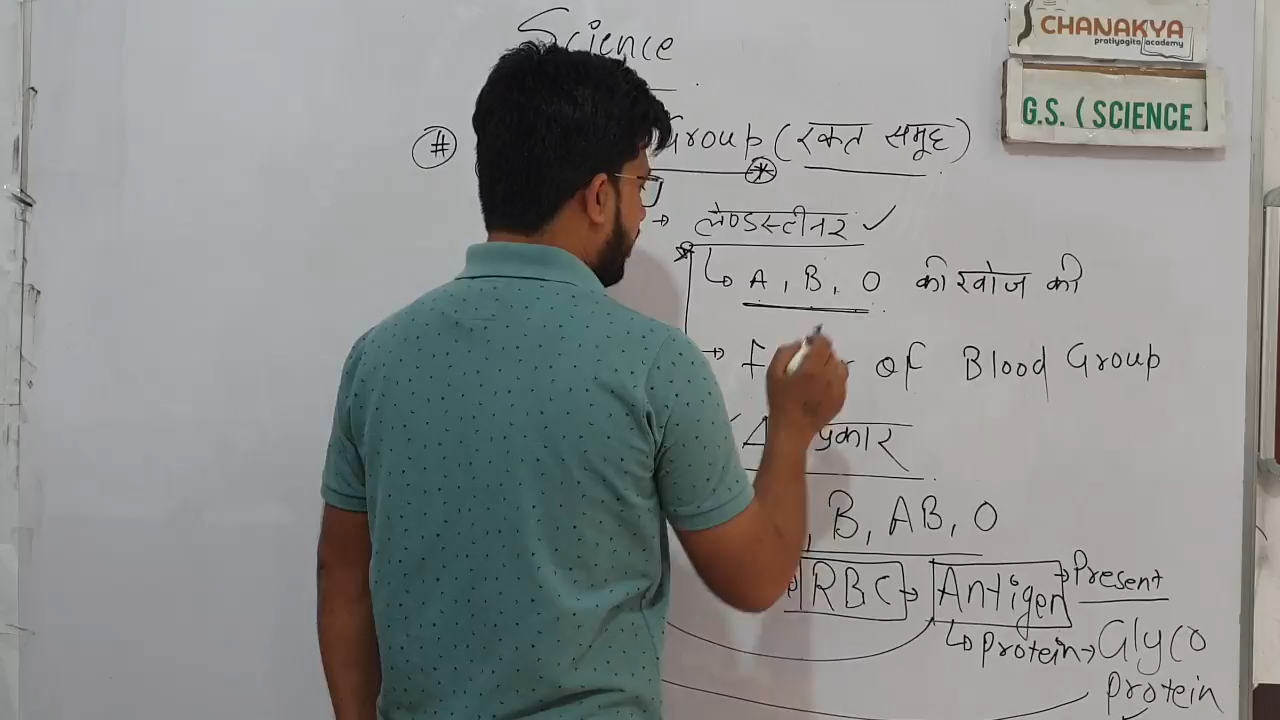 CHANAKYA
pratiyogita academy
G.S. ( SCIENCE
Science
# Group (रक्त समूह)
→ लैण्डस्टीनर ✓
↳ A, B, O की खोज की
→ of Blood Group
प्रकार
, B, AB, O
RBC → Antigen → Present
↳ Protein → Glyco
Protein